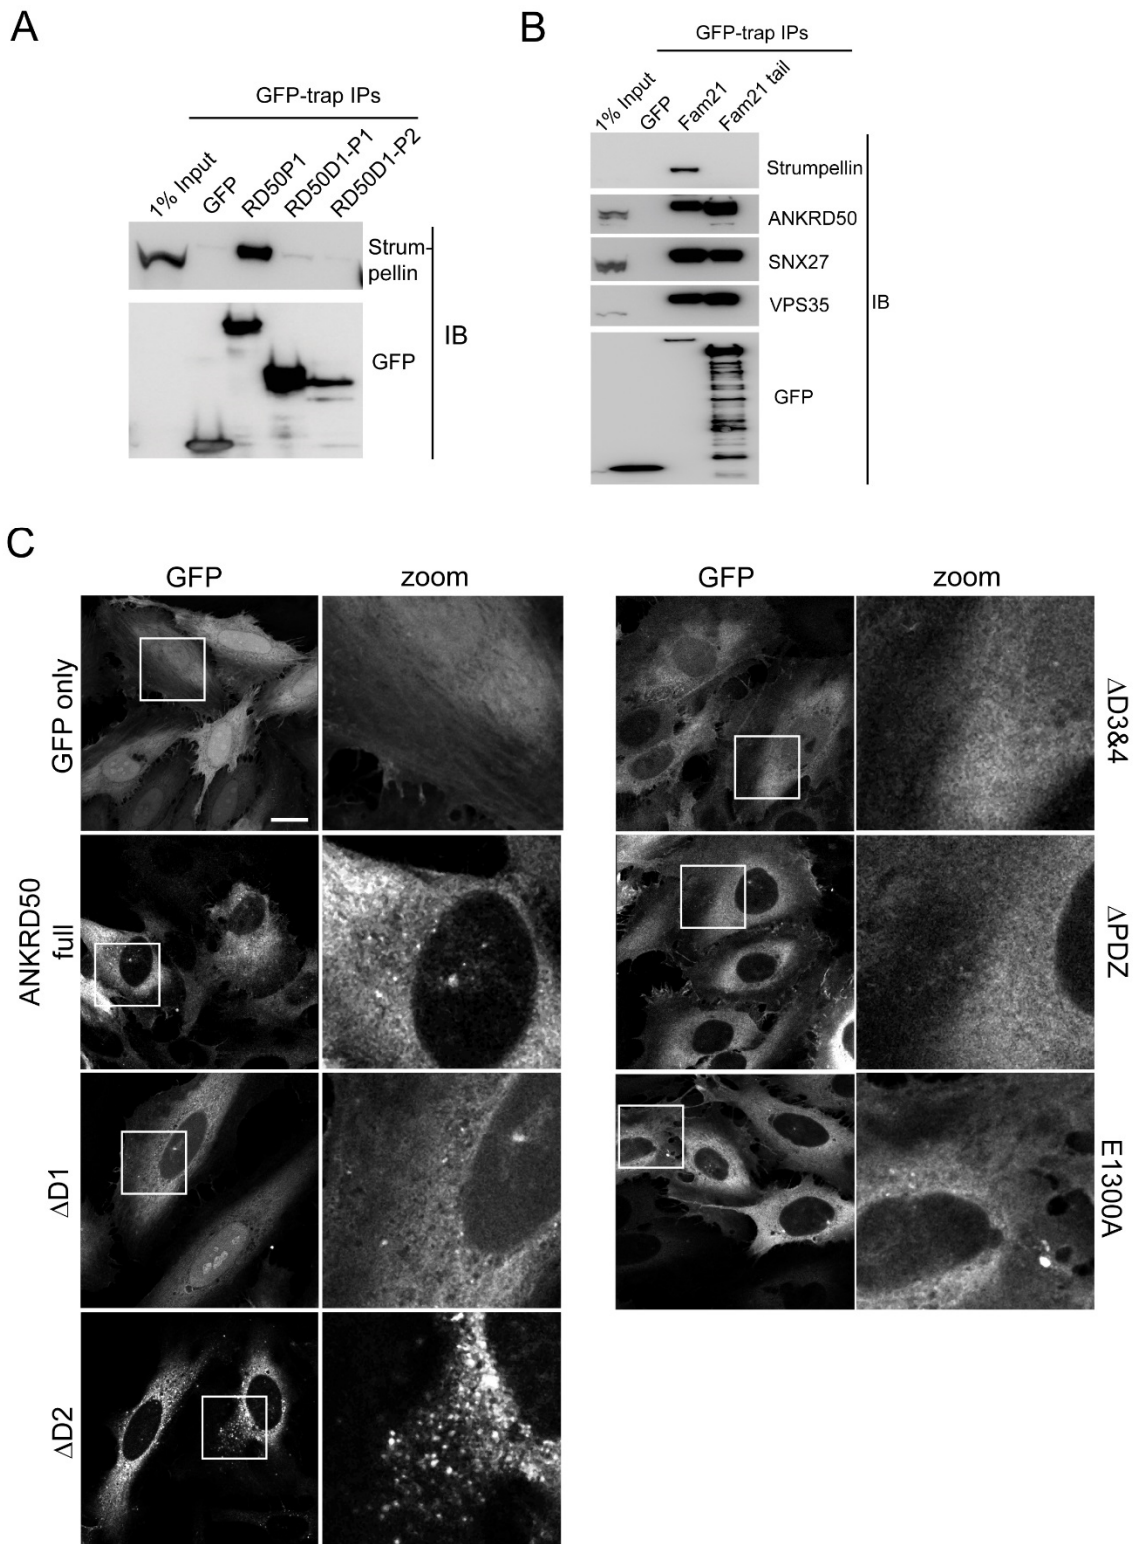 A
GFP-trap IPs
1% Input
GFP
RD50P1
RD50D1-P1
RD50D1-P2
Strum-
pellin
GFP
IB
B
GFP-trap IPs
1% Input
GFP
Fam21
Fam21 tail
Strumpellin
ANKRD50
SNX27
VPS35
GFP
IB
C
GFP
zoom
GFP only
ANKRD50
full
ΔD1
ΔD2
GFP
zoom
ΔD3&4
ΔPDZ
E1300A